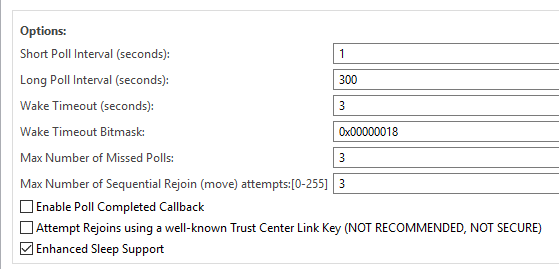 Options:
Short Poll Interval (seconds): 1
Long Poll Interval (seconds): 300
Wake Timeout (seconds): 3
Wake Timeout Bitmask: 0x00000018
Max Number of Missed Polls: 3
Max Number of Sequential Rejoin (move) attempts:[0-255] 3
Enable Poll Completed Callback
Attempt Rejoins using a well-known Trust Center Link Key (NOT RECOMMENDED, NOT SECURE)
Enhanced Sleep Support